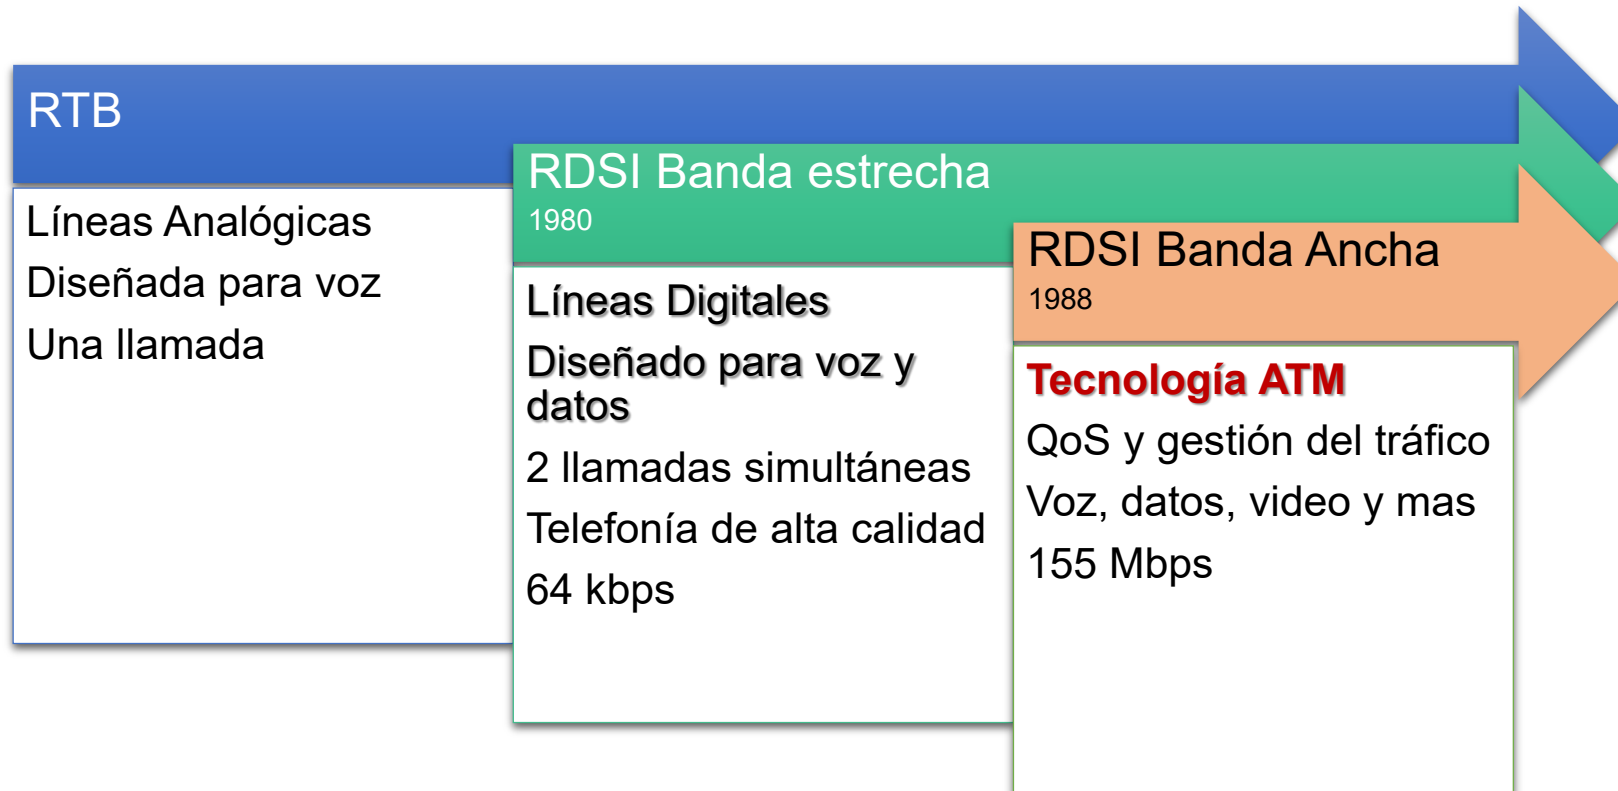 RTB
Líneas Analógicas
Diseñada para voz
Una llamada
RDSI Banda estrecha
1980
Líneas Digitales
Diseñado para voz y
datos
2 llamadas simultáneas
Telefonía de alta calidad
64 kbps
RDSI Banda Ancha
1988
Tecnología ATM
QoS y gestión del tráfico
Voz, datos, video y mas
155 Mbps